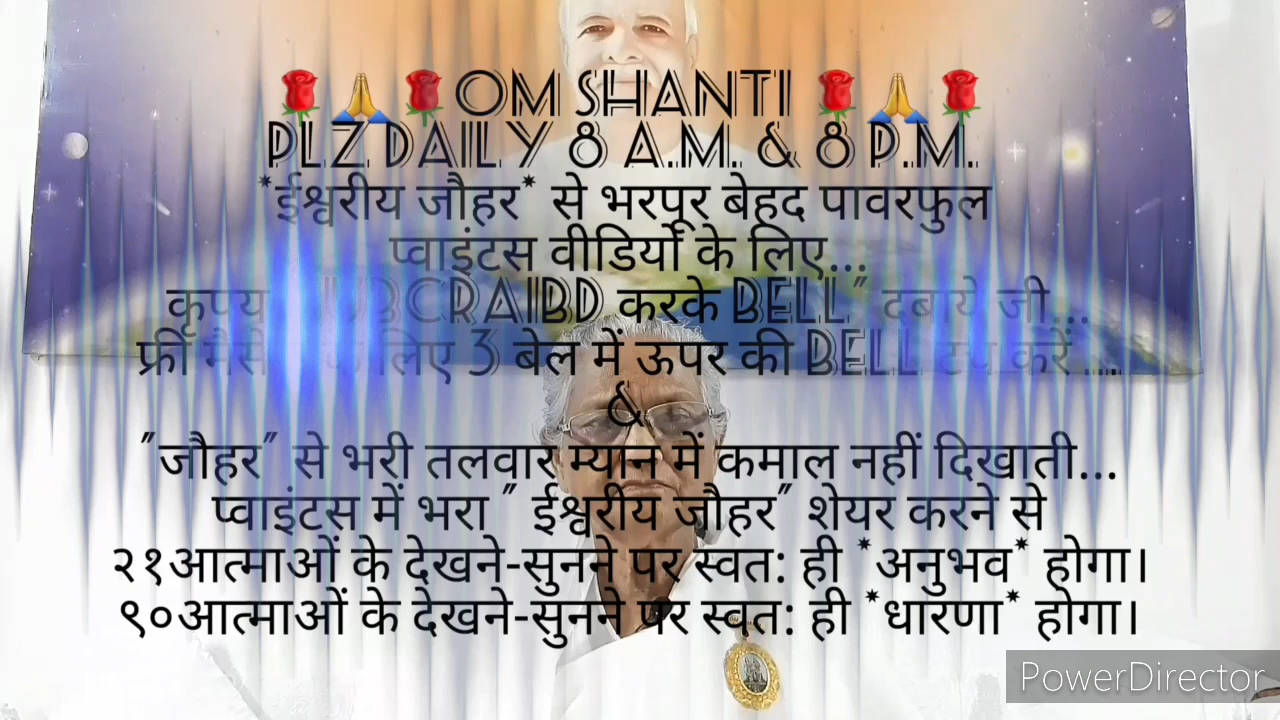 🌹🙏🌹OM SHANTI 🌹🙏🌹
PLZ DAILY 8 A.M. & 8 P.M.
*ईश्वरीय जौहर* से भरपूर बेहद पावरफुल
प्वाइंटस वीडियों के लिए...
कृप्य UBCRAIBD करके BELL" दबाये जी...
फ्री मैसे लिए 3 बेल में ऊपर की BELL टच करें ....
&
"जौहर" से भरी तलवार म्यान में कमाल नहीं दिखाती...
प्वाइंटस में भरा " ईश्वरीय जौहर" शेयर करने से
२१आत्माओं के देखने-सुनने पर स्वत: ही *अनुभव* होगा।
९०आत्माओं के देखने-सुनने पर स्वत: ही *धारणा* होगा।
PowerDirector